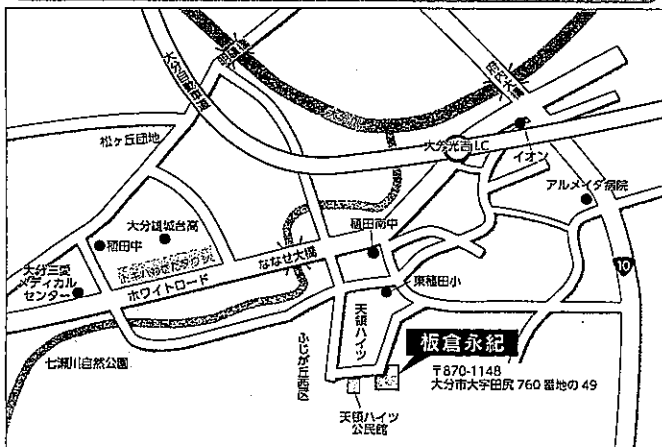 大分自動車道
松ヶ丘団地
大分光吉I.C
イオン
アルメイダ病院
大分雄城台高
稙田中
稙田南中
ななせ大橋
大分三愛
メディカル
センター
ホワイトロード
東稙田小
10
天領ハイツ
ふじが丘西区
七瀬川自然公園
板倉永紀
〒870-1148
大分市大字田尻 760 番地の 49
天領ハイツ
公民館